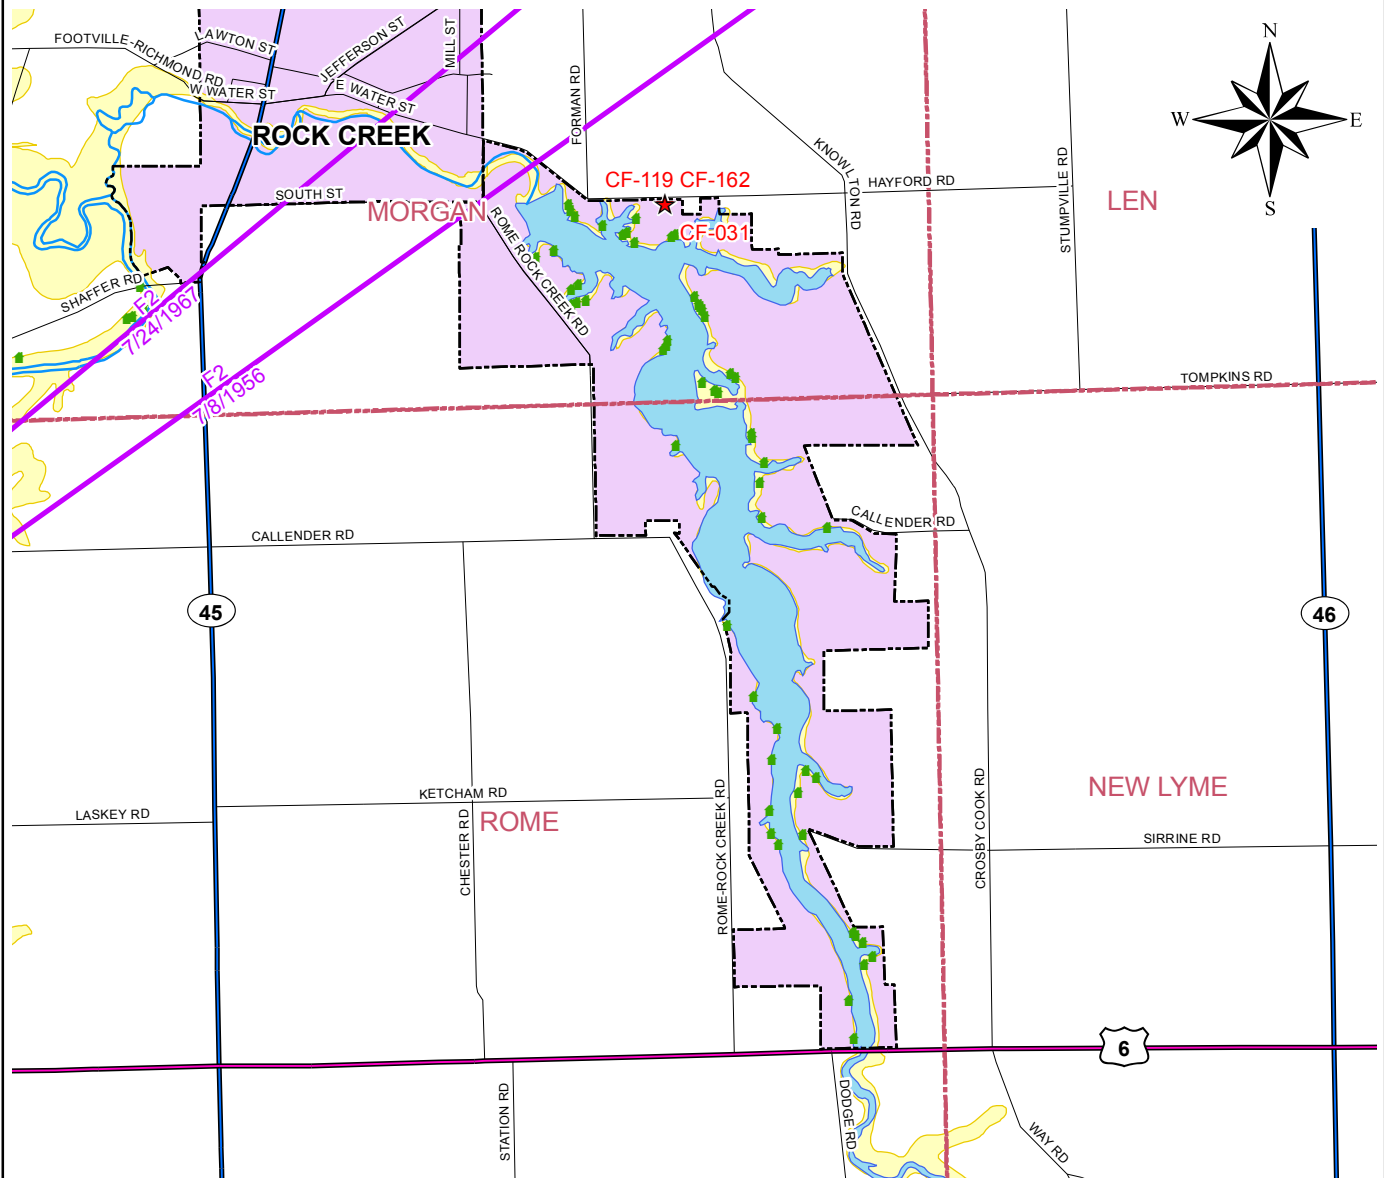 FOOTVILLE-RICHMOND RD
LAWTON ST
JEFFERSON ST
MILL ST
W WATER ST
E WATER ST
ROCK CREEK
FORMAN RD
KNOWLTON RD
HAYFORD RD
STUMPVILLE RD
N
W
E
S
CF-119 CF-162
CF-031
LEN
SOUTH ST
MORGAN
ROME ROCK CREEK RD
SHAFFER RD
F2
7/24/1967
F2
7/8/1956
TOMPKINS RD
CALLENDER RD
CALLENDER RD
45
46
KETCHAM RD
LASKEY RD
CHESTER RD
ROME
ROME-ROCK CREEK RD
CROSBY COOK RD
NEW LYME
SIRRINE RD
6
STATION RD
DODGE RD
WAY RD